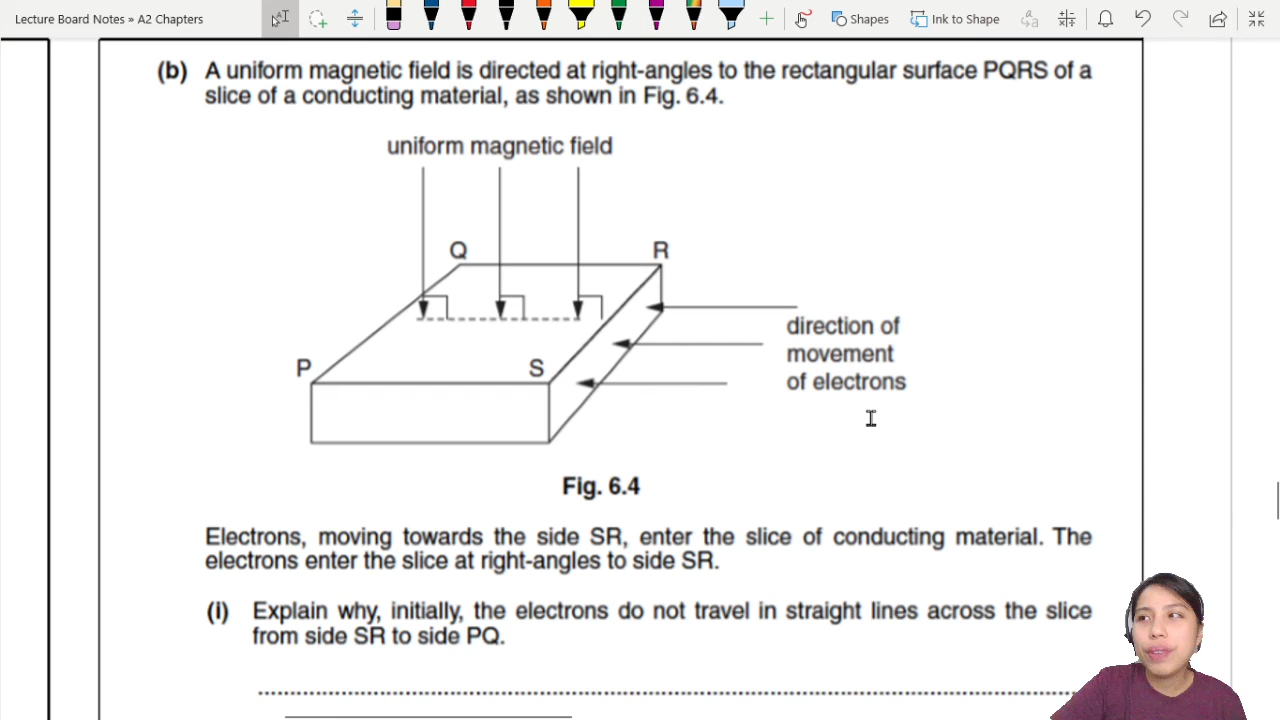 Lecture Board Notes » A2 Chapters
Shapes
Ink to Shape
(b) A uniform magnetic field is directed at right-angles to the rectangular surface PQRS of a
slice of a conducting material, as shown in Fig. 6.4.
uniform magnetic field
Q
R
direction of
movement
of electrons
P
S
Fig. 6.4
Electrons, moving towards the side SR, enter the slice of conducting material. The
electrons enter the slice at right-angles to side SR.
(i) Explain why, initially, the electrons do not travel in straight lines across the slice
from side SR to side PQ.